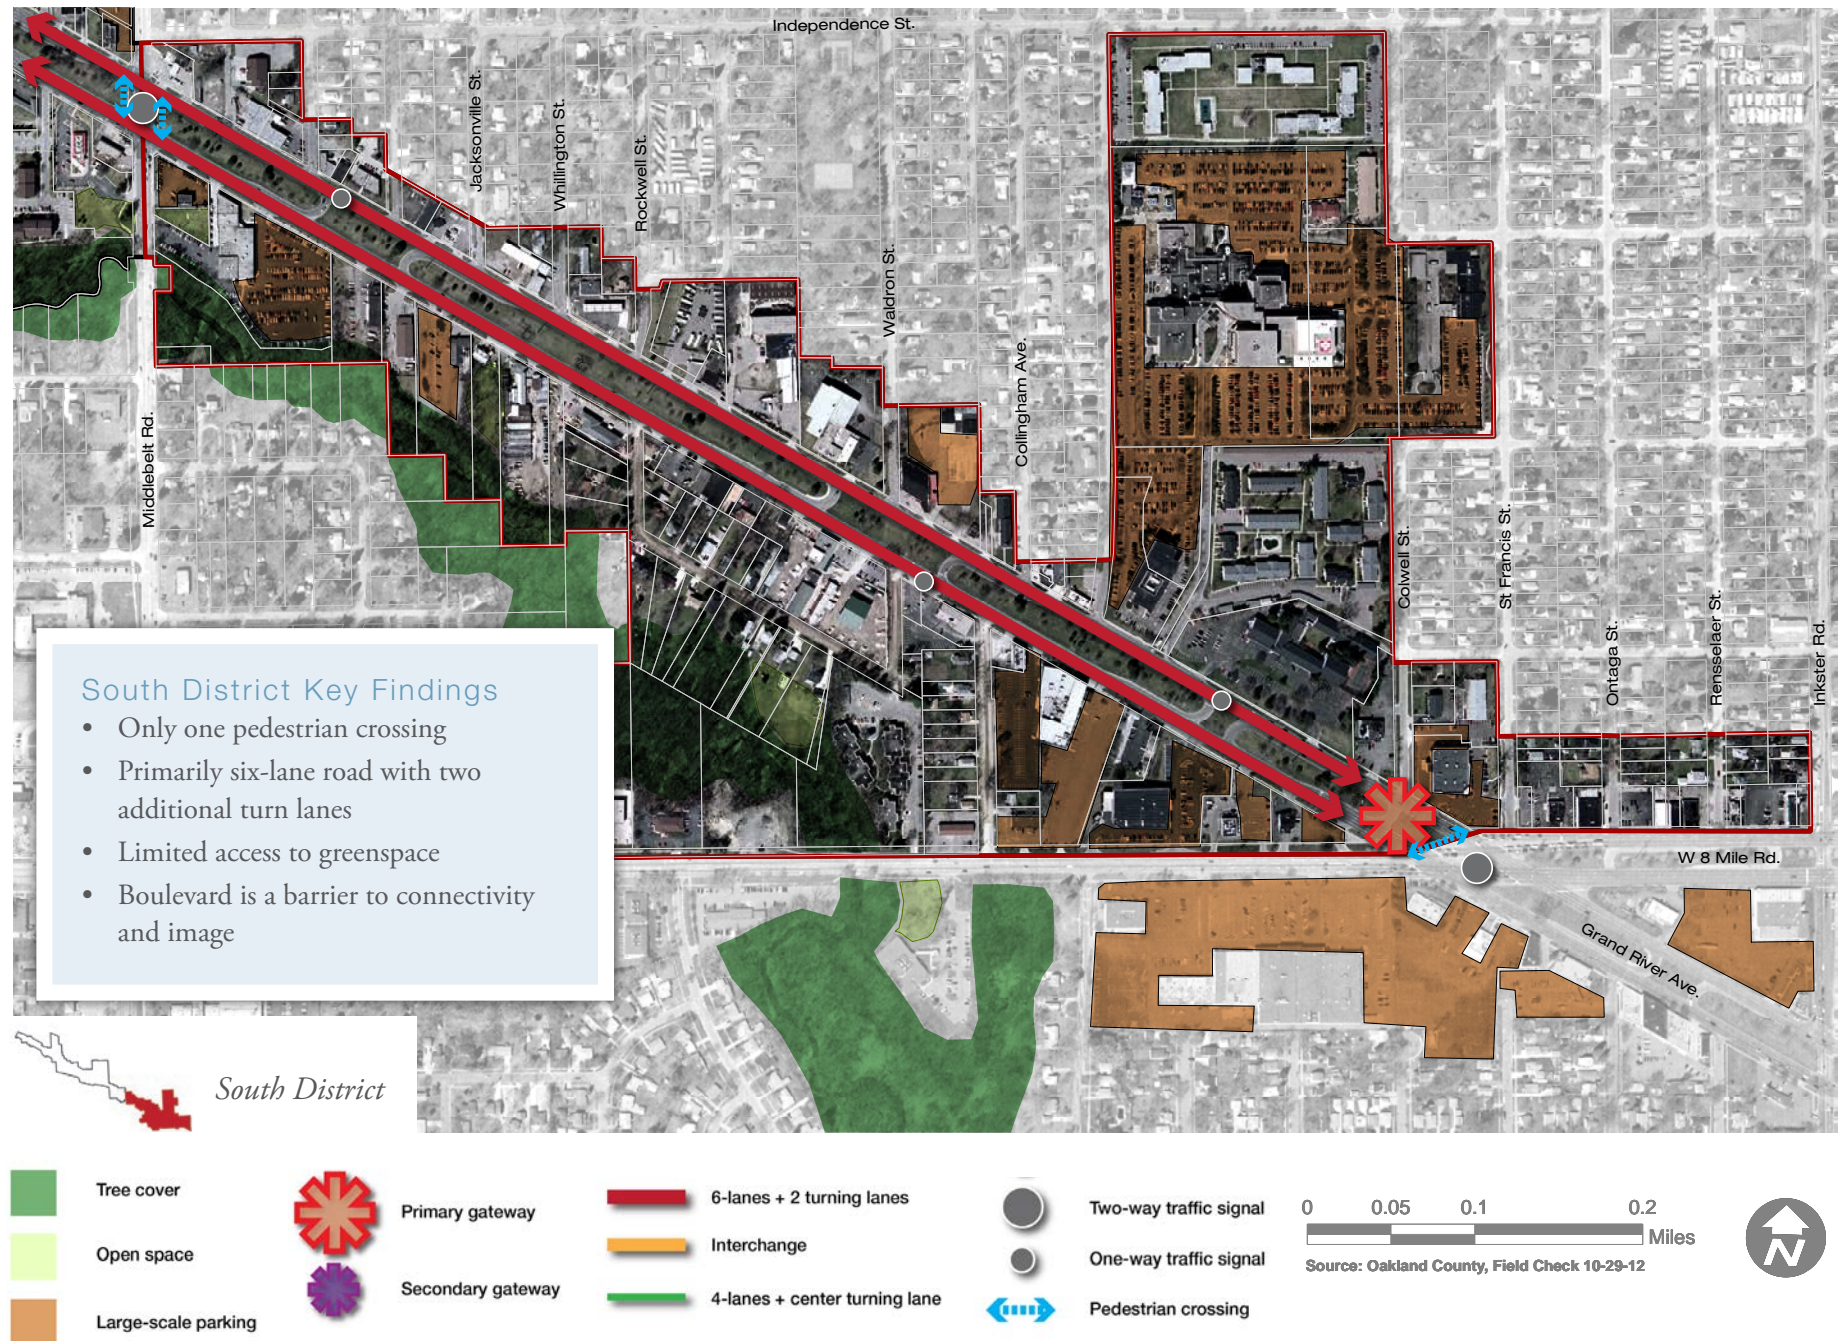 Independence St.
Jacksonville St.
Whillington St.
Rockwell St.
Waldron St.
Collingham Ave.
Middlebelt Rd.
Colwell St.
St Francis St.
Ontaga St.
Rensselaer St.
Inkster Rd.
W 8 Mile Rd.
Grand River Ave.
South District Key Findings
• Only one pedestrian crossing
• Primarily six-lane road with two
additional turn lanes
• Limited access to greenspace
• Boulevard is a barrier to connectivity
and image
South District
Tree cover
Open space
Large-scale parking
Primary gateway
Secondary gateway
6-lanes + 2 turning lanes
Interchange
4-lanes + center turning lane
Two-way traffic signal
One-way traffic signal
Pedestrian crossing
0 0.05 0.1 0.2
Miles
Source: Oakland County, Field Check 10-29-12
N